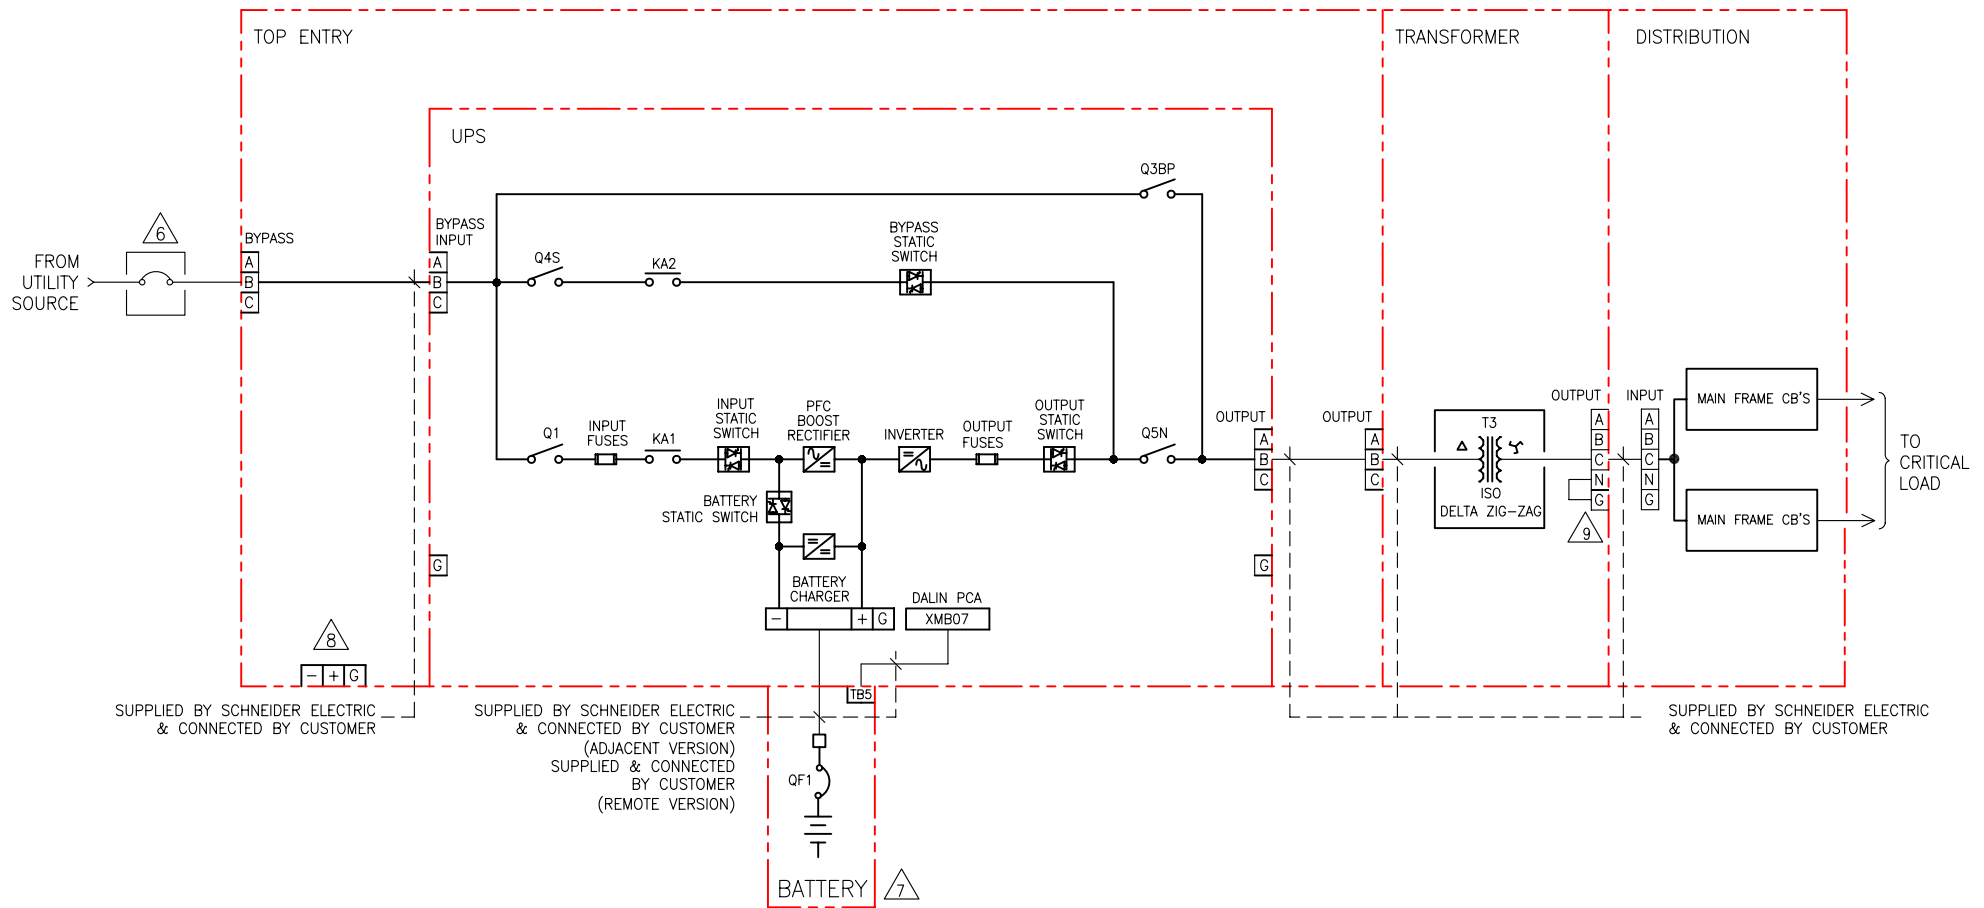 TOP ENTRY
TRANSFORMER
DISTRIBUTION
UPS
Q3BP
6
BYPASS
BYPASS
INPUT
BYPASS
STATIC
SWITCH
FROM
UTILITY
SOURCE
A
B
C
A
B
C
Q4S
KA2
Q1
INPUT
FUSES
KA1
INPUT
STATIC
SWITCH
PFC
BOOST
RECTIFIER
INVERTER
OUTPUT
FUSES
OUTPUT
STATIC
SWITCH
Q5N
OUTPUT
A
B
C
OUTPUT
A
B
C
T3
ISO
DELTA ZIG-ZAG
OUTPUT
A
B
C
N
G
9
INPUT
A
B
C
N
G
MAIN FRAME CB'S
MAIN FRAME CB'S
TO
CRITICAL
LOAD
BATTERY
STATIC SWITCH
G
G
BATTERY
CHARGER
- + G
DALIN PCA
XMB07
8
- + G
TB5
SUPPLIED BY SCHNEIDER ELECTRIC
& CONNECTED BY CUSTOMER
SUPPLIED BY SCHNEIDER ELECTRIC
& CONNECTED BY CUSTOMER
(ADJACENT VERSION)
SUPPLIED & CONNECTED
BY CUSTOMER
(REMOTE VERSION)
SUPPLIED BY SCHNEIDER ELECTRIC
& CONNECTED BY CUSTOMER
QF1
BATTERY
7